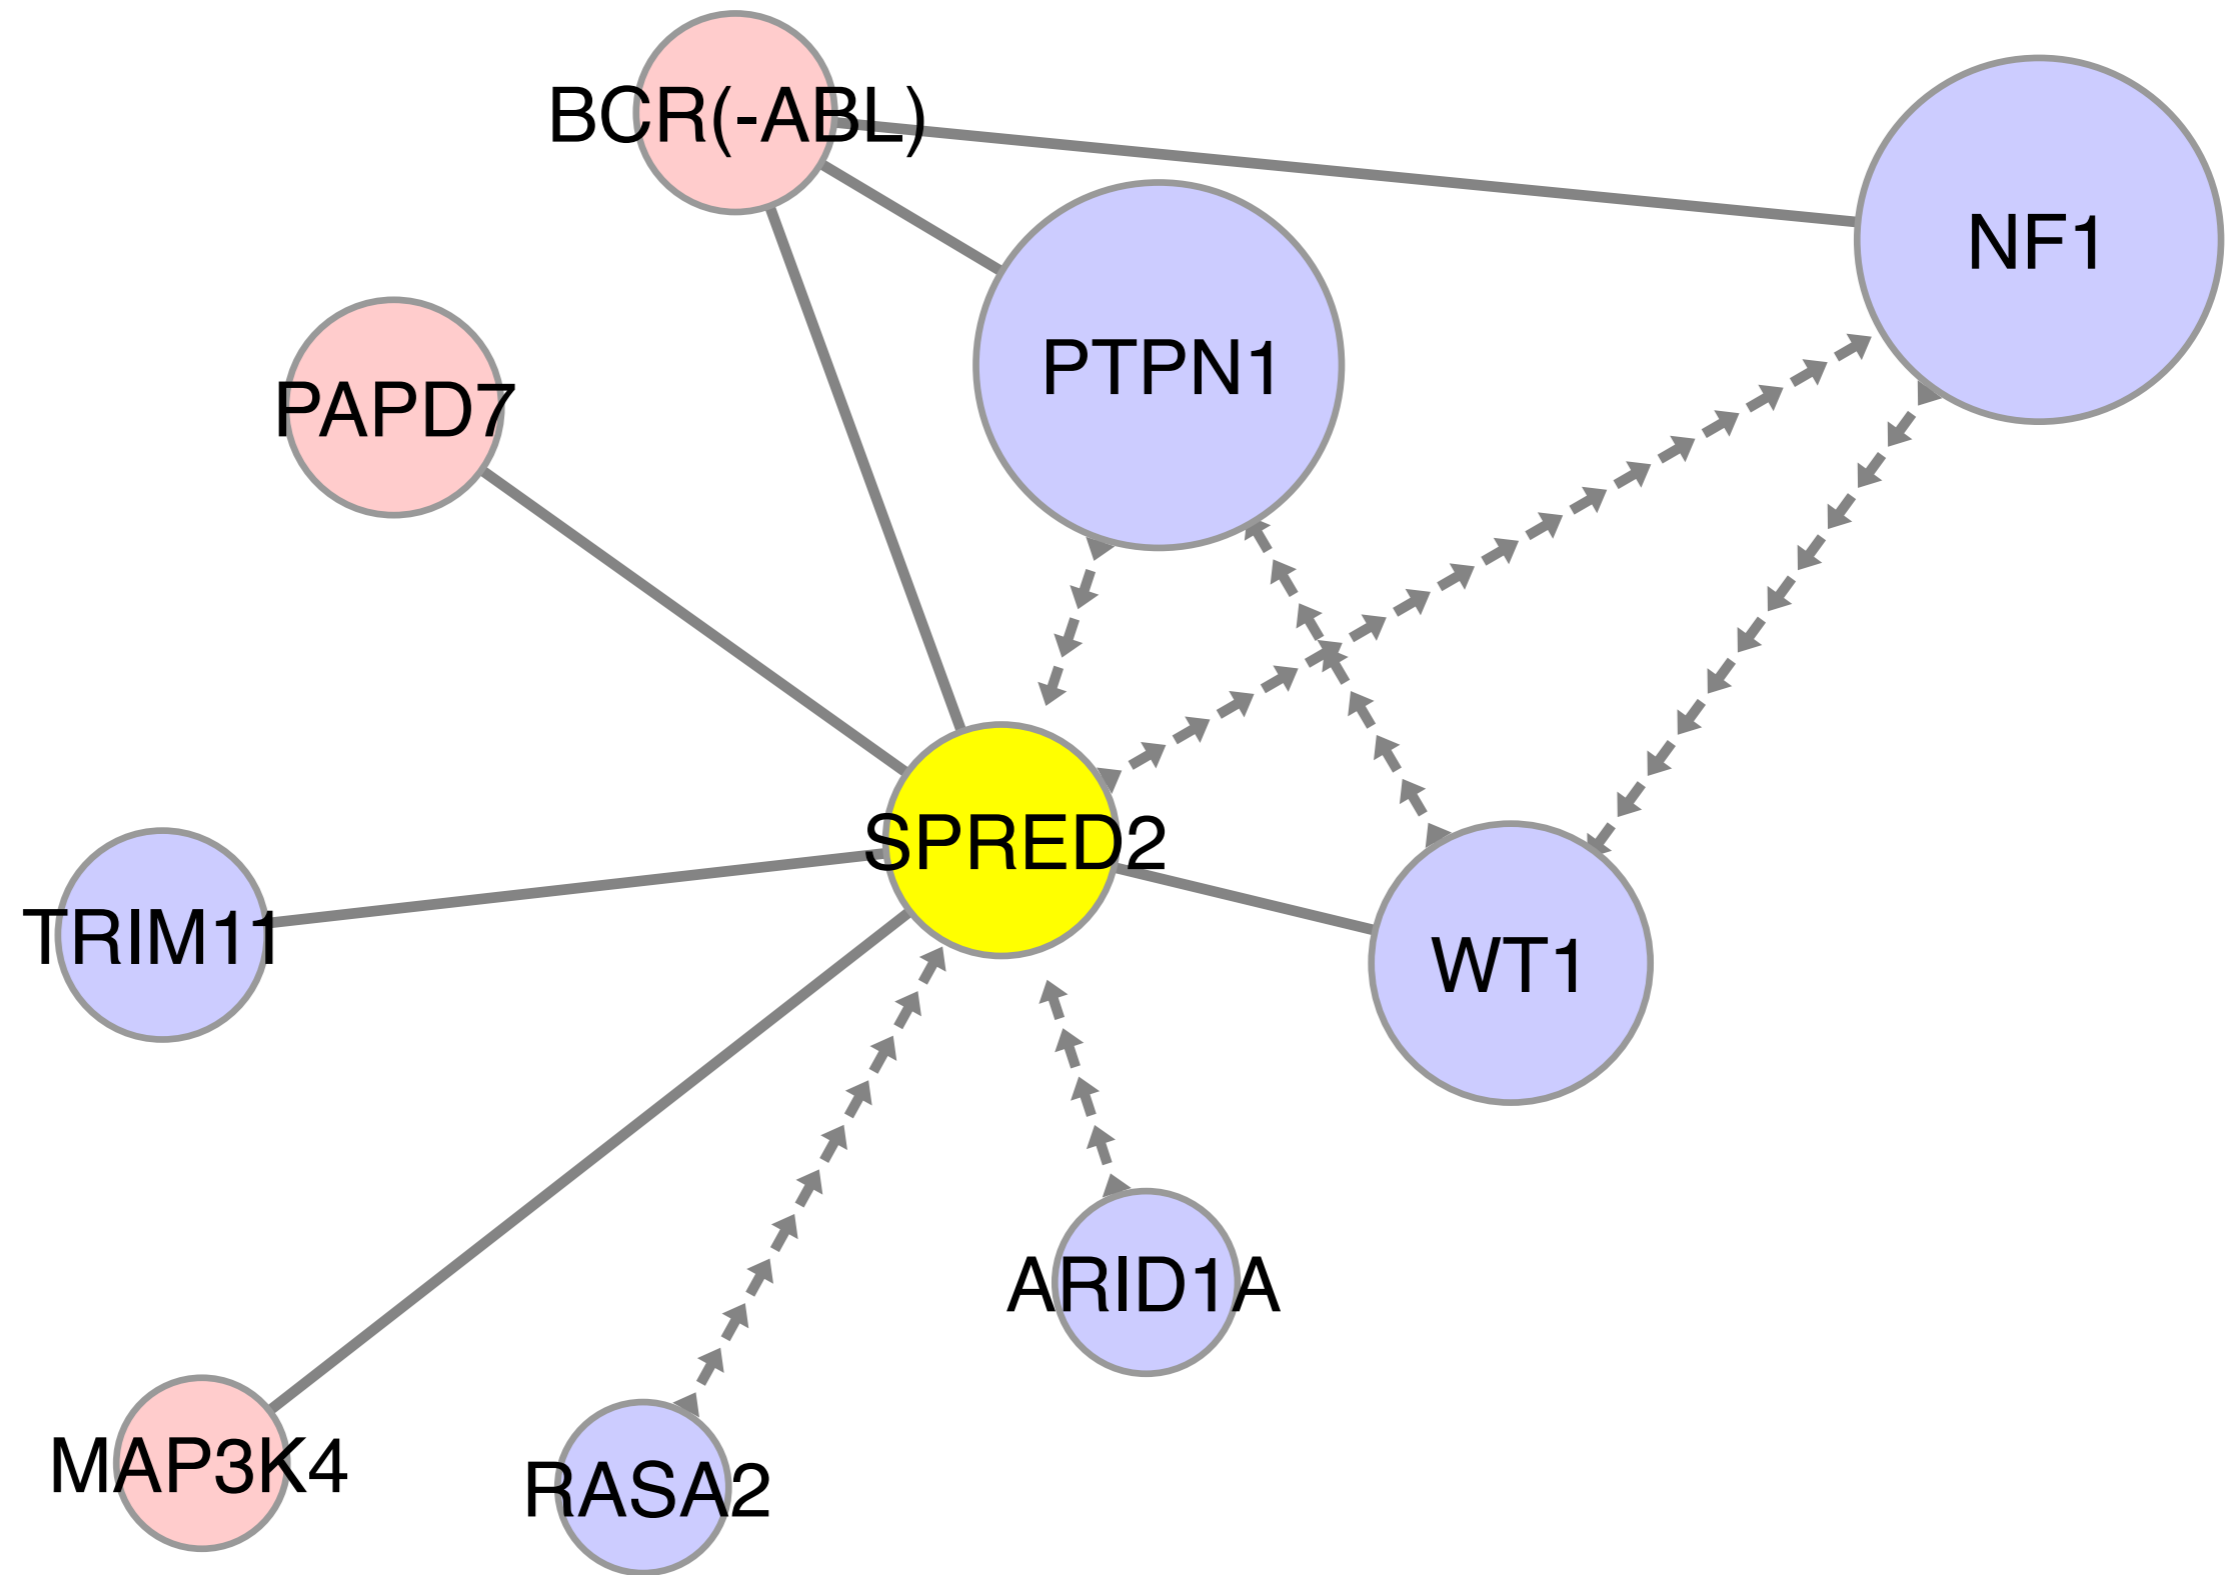 BCR(-ABL)
NF1
PTPN1
PAPD7
SPRED2
TRIM11
WT1
ARID1A
MAP3K4
RASA2